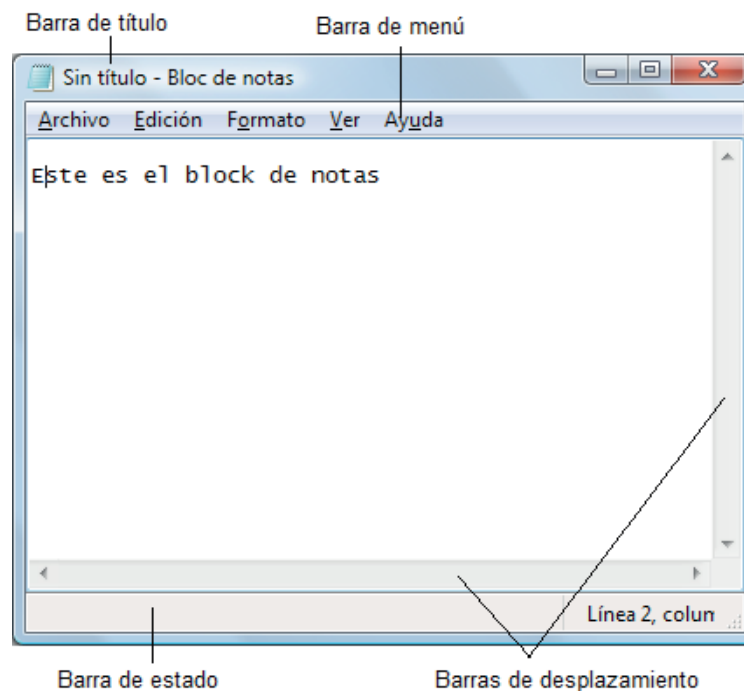 Barra de título
Barra de menú
Sin título - Bloc de notas
Archivo Edición Formato Ver Ayuda
Este es el block de notas
Línea 2, colum
Barra de estado
Barras de desplazamiento